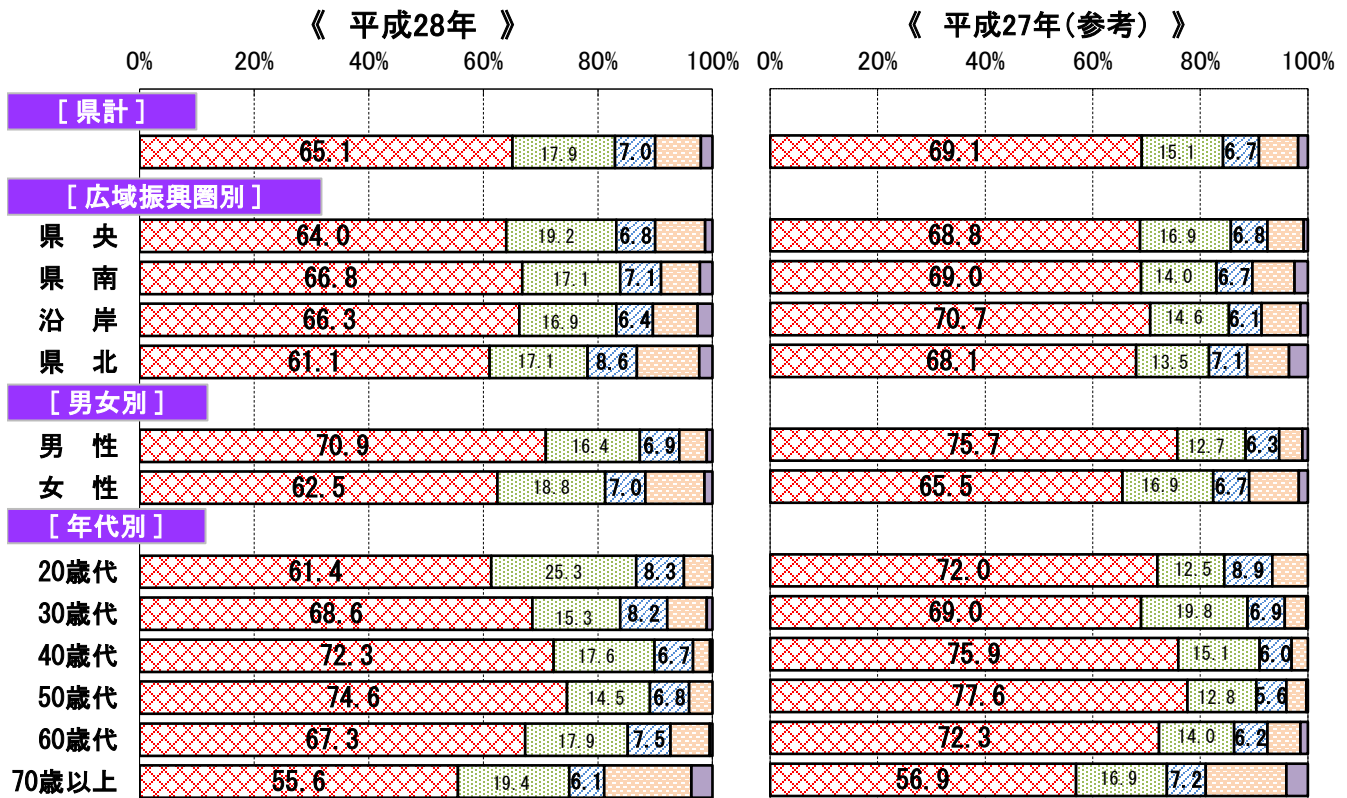 《 平成28年 》 《 平成27年（参考） 》
0% 20% 40% 60% 80% 100% 0% 20% 40% 60% 80% 100%
[ 県計 ]
65.1 17.9 7.0 69.1 15.1 6.7
[ 広域振興圏別 ]
県 央 64.0 19.2 6.8 68.8 16.9 6.8
県 南 66.8 17.1 7.1 69.0 14.0 6.7
沿 岸 66.3 16.9 6.4 70.7 14.6 6.1
県 北 61.1 17.1 8.6 68.1 13.5 7.1
[ 男女別 ]
男 性 70.9 16.4 6.9 75.7 12.7 6.3
女 性 62.5 18.8 7.0 65.5 16.9 6.7
[ 年代別 ]
20歳代 61.4 25.3 8.3 72.0 12.5 8.9
30歳代 68.6 15.3 8.2 69.0 19.8 6.9
40歳代 72.3 17.6 6.7 75.9 15.1 6.0
50歳代 74.6 14.5 6.8 77.6 12.8 5.6
60歳代 67.3 17.9 7.5 72.3 14.0 6.2
70歳以上 55.6 19.4 6.1 56.9 16.9 7.2